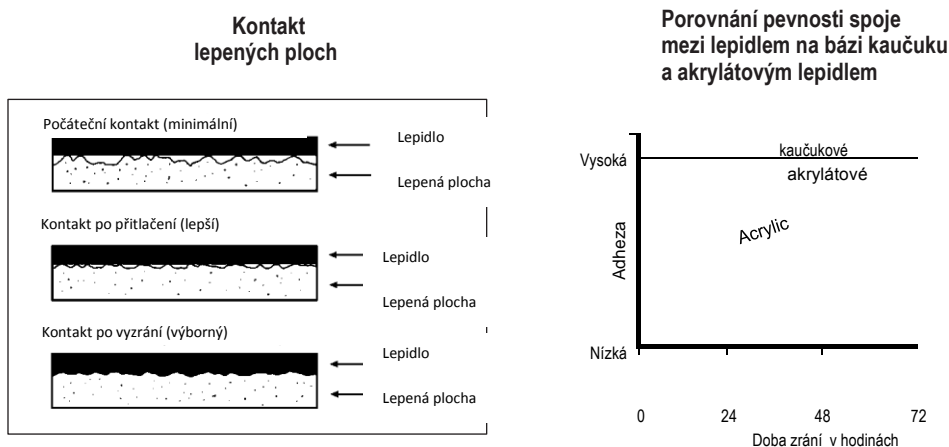 Kontakt
lepených ploch
Počáteční kontakt (minimální)
Lepidlo
Lepená plocha
Kontakt po přitlačení (lepší)
Lepidlo
Lepená plocha
Kontakt po vyzrání (výborný)
Lepidlo
Lepená plocha
Porovnání pevnosti spoje
mezi lepidlem na bázi kaučuku
a akrylátovým lepidlem
Vysoká
kaučukové
akrylátové
Acrylic
Adheza
Nízká
0 24 48 72
Doba zrání v hodinách